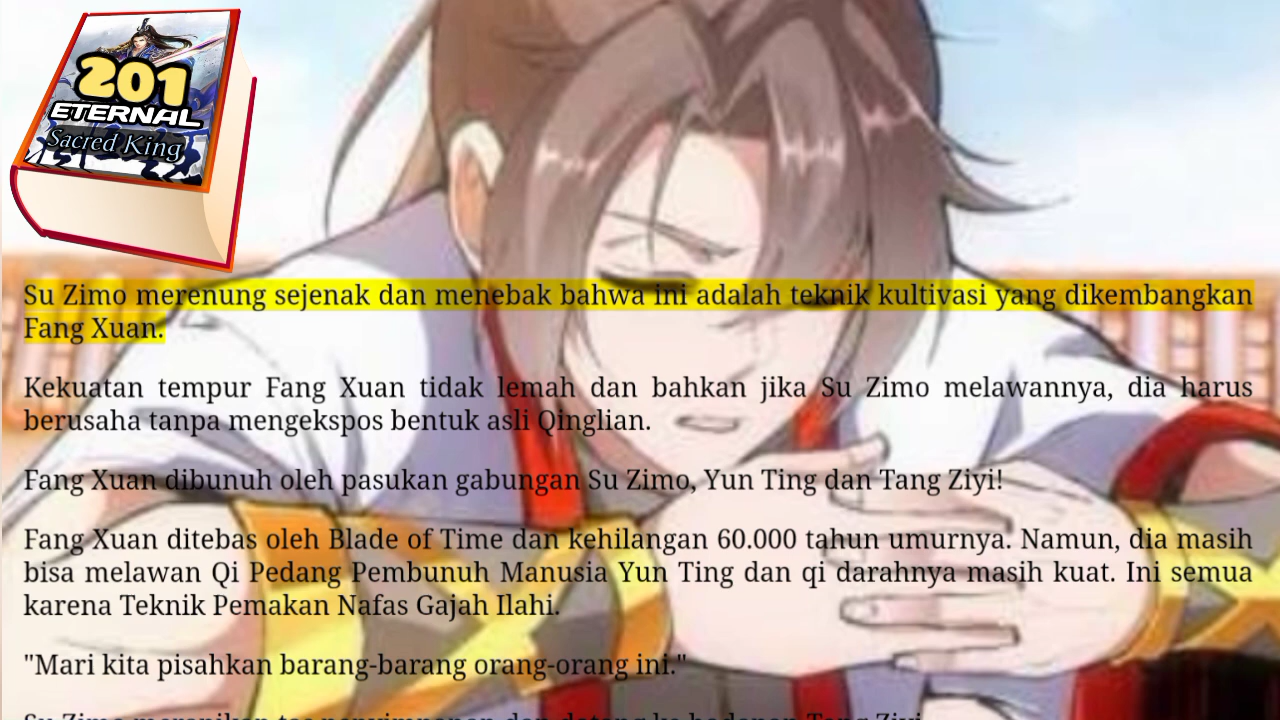 201
ETERNAL
Sacred King
Su Zimo merenung sejenak dan menebak bahwa ini adalah teknik kultivasi yang dikembangkan
Fang Xuan.
Kekuatan tempur Fang Xuan tidak lemah dan bahkan jika Su Zimo melawannya, dia harus
berusaha tanpa mengekspos bentuk asli Qinglian.
Fang Xuan dibunuh oleh pasukan gabungan Su Zimo, Yun Ting dan Tang Ziyi!
Fang Xuan ditebas oleh Blade of Time dan kehilangan 60.000 tahun umurnya. Namun, dia masih
bisa melawan Qi Pedang Pembunuh Manusia Yun Ting dan qi darahnya masih kuat. Ini semua
karena Teknik Pemakan Nafas Gajah Ilahi.
"Mari kita pisahkan barang-barang orang-orang ini."